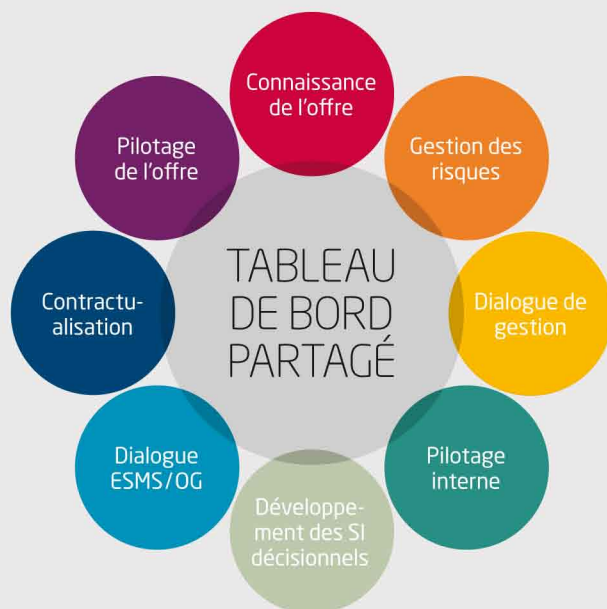 Connaissance
de l'offre
Gestion des
risques
Dialogue de
gestion
Pilotage
interne
Développe-
ment des SI
décisionnels
Dialogue
ESMS/OG
Contractu-
alisation
Pilotage
de l'offre
TABLEAU
DE BORD
PARTAGÉ